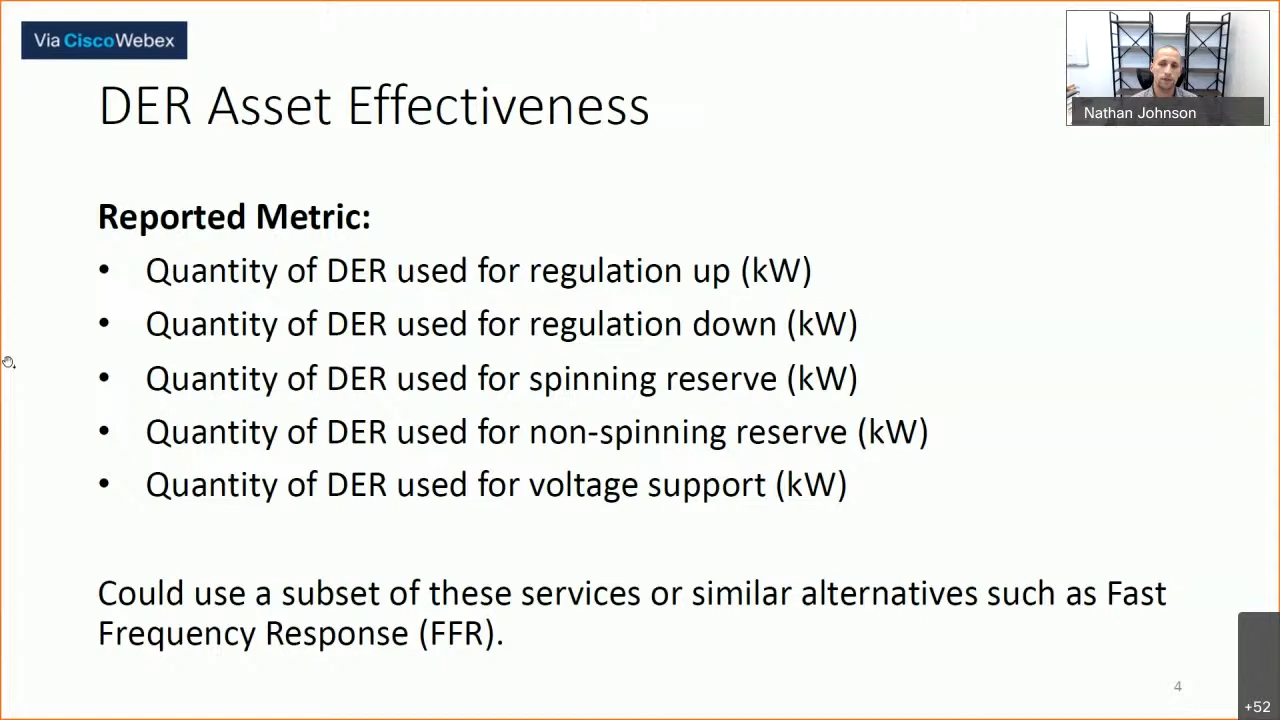 Via CiscoWebex
Nathan Johnson
DER Asset Effectiveness
Reported Metric:
• Quantity of DER used for regulation up (kW)
• Quantity of DER used for regulation down (kW)
• Quantity of DER used for spinning reserve (kW)
• Quantity of DER used for non-spinning reserve (kW)
• Quantity of DER used for voltage support (kW)
Could use a subset of these services or similar alternatives such as Fast
Frequency Response (FFR).
4
+52